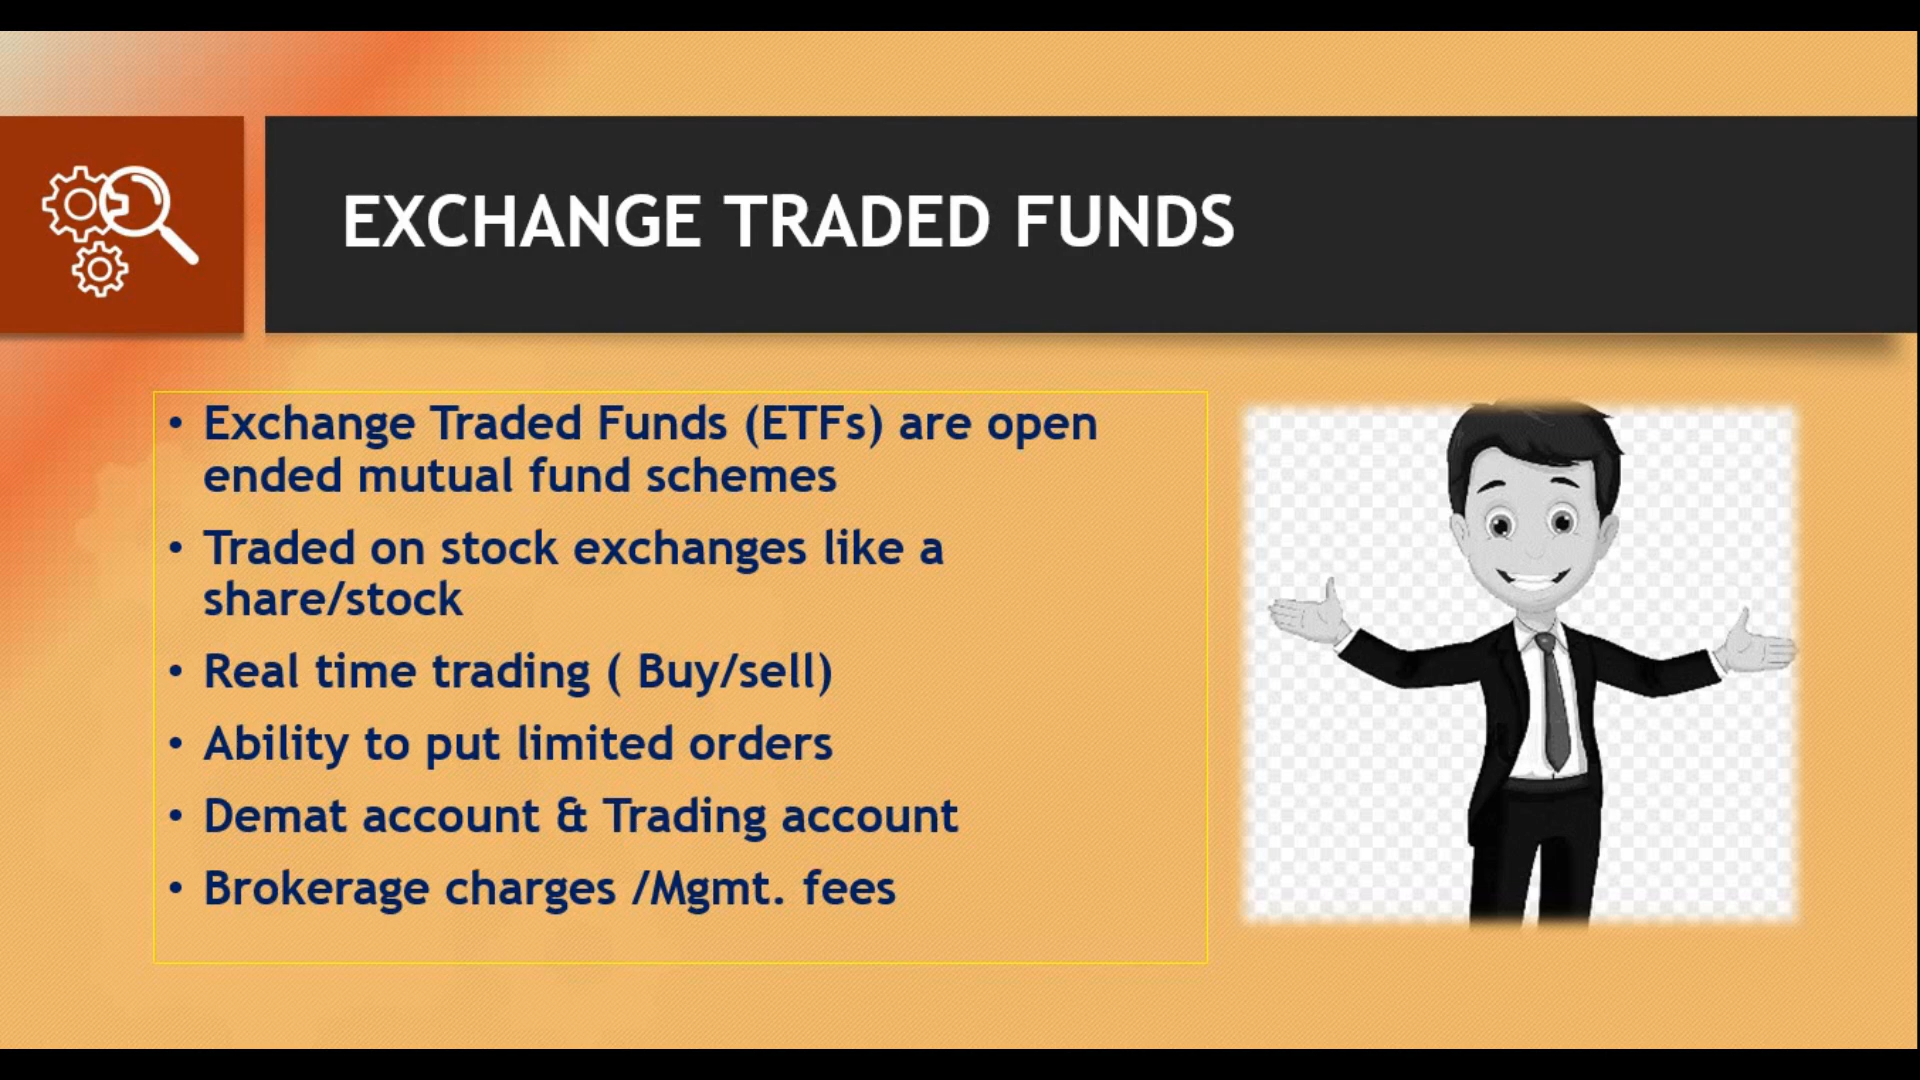 EXCHANGE TRADED FUNDS
• Exchange Traded Funds (ETFs) are open
ended mutual fund schemes
• Traded on stock exchanges like a
share/stock
• Real time trading ( Buy/sell)
• Ability to put limited orders
• Demat account & Trading account
• Brokerage charges /Mgmt. fees